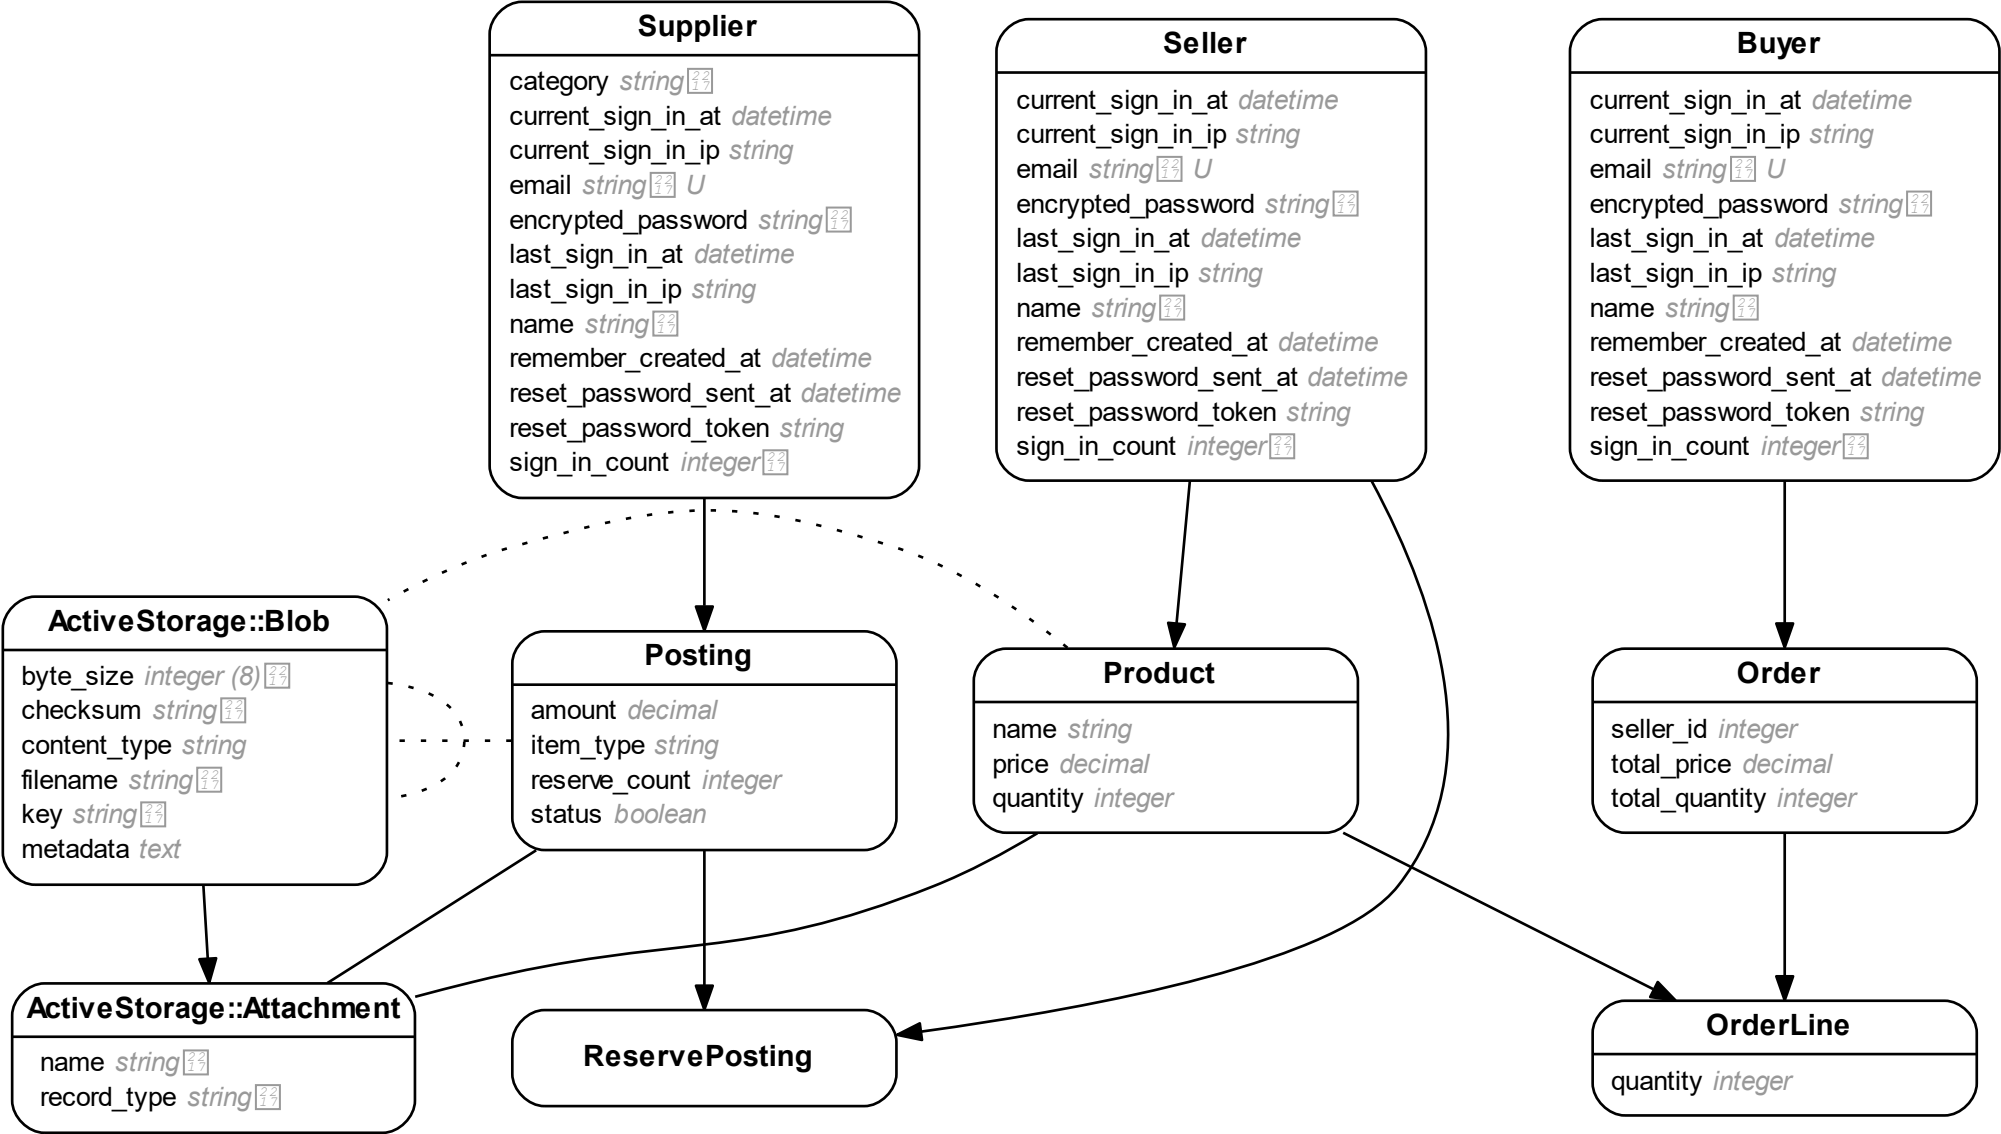 Supplier
category string
current_sign_in_at datetime
current_sign_in_ip string
email string U
encrypted_password string
last_sign_in_at datetime
last_sign_in_ip string
name string
remember_created_at datetime
reset_password_sent_at datetime
reset_password_token string
sign_in_count integer
Seller
current_sign_in_at datetime
current_sign_in_ip string
email string U
encrypted_password string
last_sign_in_at datetime
last_sign_in_ip string
name string
remember_created_at datetime
reset_password_sent_at datetime
reset_password_token string
sign_in_count integer
Buyer
current_sign_in_at datetime
current_sign_in_ip string
email string U
encrypted_password string
last_sign_in_at datetime
last_sign_in_ip string
name string
remember_created_at datetime
reset_password_sent_at datetime
reset_password_token string
sign_in_count integer
ActiveStorage::Blob
byte_size integer (8)
checksum string
content_type string
filename string
key string
metadata text
Posting
amount decimal
item_type string
reserve_count integer
status boolean
Product
name string
price decimal
quantity integer
Order
seller_id integer
total_price decimal
total_quantity integer
ActiveStorage::Attachment
name string
record_type string
ReservePosting
OrderLine
quantity integer